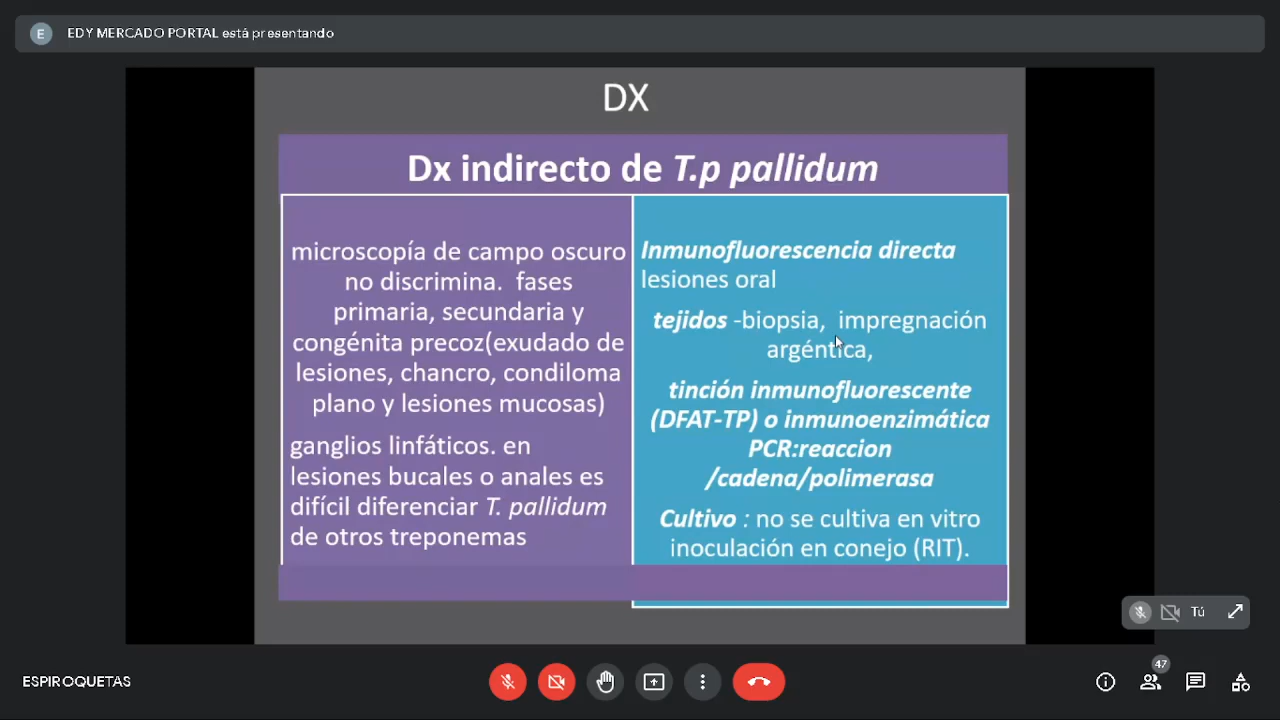 E
EDY MERCADO PORTAL está presentando
DX
Dx indirecto de T.p pallidum
microscopía de campo oscuro
no discrimina. fases
primaria, secundaria y
congénita precoz(exudado de
lesiones, chancro, condiloma
plano y lesiones mucosas)
ganglios linfáticos. en
lesiones bucales o anales es
difícil diferenciar T. pallidum
de otros treponemas
Inmunofluorescencia directa
lesiones oral
tejidos -biopsia, impregnación
argéntica,
tinción inmunofluorescente
(DFAT-TP) o inmunoenzimática
PCR:reaccion
/cadena/polimerasa
Cultivo : no se cultiva en vitro
inoculación en conejo (RIT).
Tú
ESPIROQUETAS
47